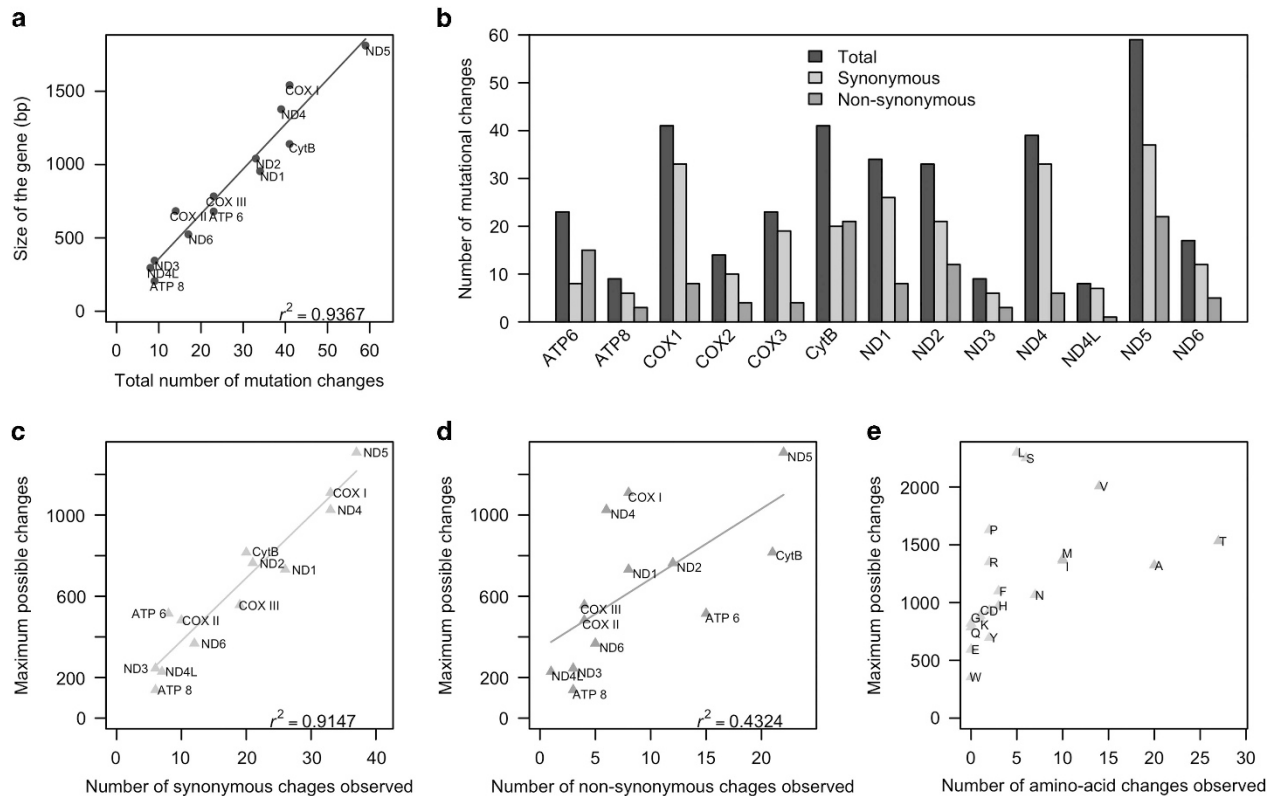 a
Size of the gene (bp)
1500
1000
500
0
ND5
COX I
ND4
CytB
ND2
ND1
COX III
COX II
ATP 6
ND6
ND3
ND4L
ATP 8
r² = 0.9367
0 10 20 30 40 50 60
Total number of mutation changes
b
Number of mutational changes
60
50
40
30
20
10
0
Total
Synonymous
Non-synonymous
ATP6 ATP8 COX1 COX2 COX3 CytB ND1 ND2 ND3 ND4 ND4L ND5 ND6
c
Maximum possible changes
1000
600
200
0
ND5
COX I
ND4
CytB
ND2
ND1
COX III
ATP 6
COX II
ND6
ND3
ND4L
ATP 8
r² = 0.9147
0 10 20 30 40
Number of synonymous chages observed
d
Maximum possible changes
1000
600
200
0
ND5
COX I
ND4
CytB
ND1
ND2
COX III
ATP 6
COX II
ND6
ND3
ND4L
ATP 8
r² = 0.4324
0 5 10 15 20
Number of non-synonymous chages observed
e
Maximum possible changes
2000
1500
1000
500
0
L
S
V
P
T
R
M
I
A
F
N
H
C
D
G
K
Q
Y
E
W
0 5 10 15 20 25 30
Number of amino-acid changes observed